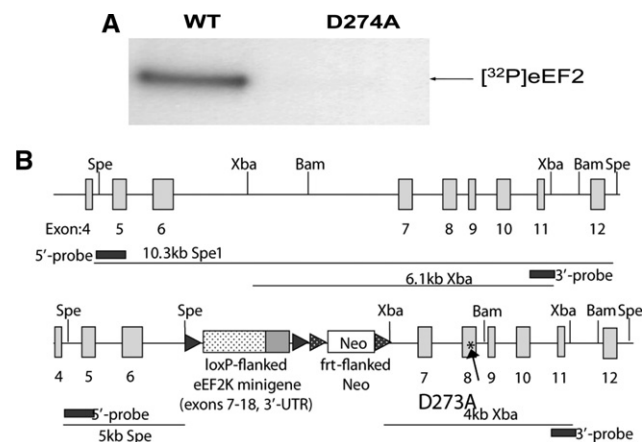 A
WT D274A
[³²P]eEF2
B
Spe Xba Bam Xba Bam Spe
Exon:4 5 6 7 8 9 10 11 12
5′-probe 10.3kb Spe1
6.1kb Xba 3′-probe
Spe Spe Xba Bam Xba Bam Spe
Neo
*
4 5 6 loxP-flanked frt-flanked 7 8 9 10 11 12
eEF2K minigene Neo
(exons 7-18, 3′-UTR) D273A
5′-probe
5kb Spe 4kb Xba
3′-probe